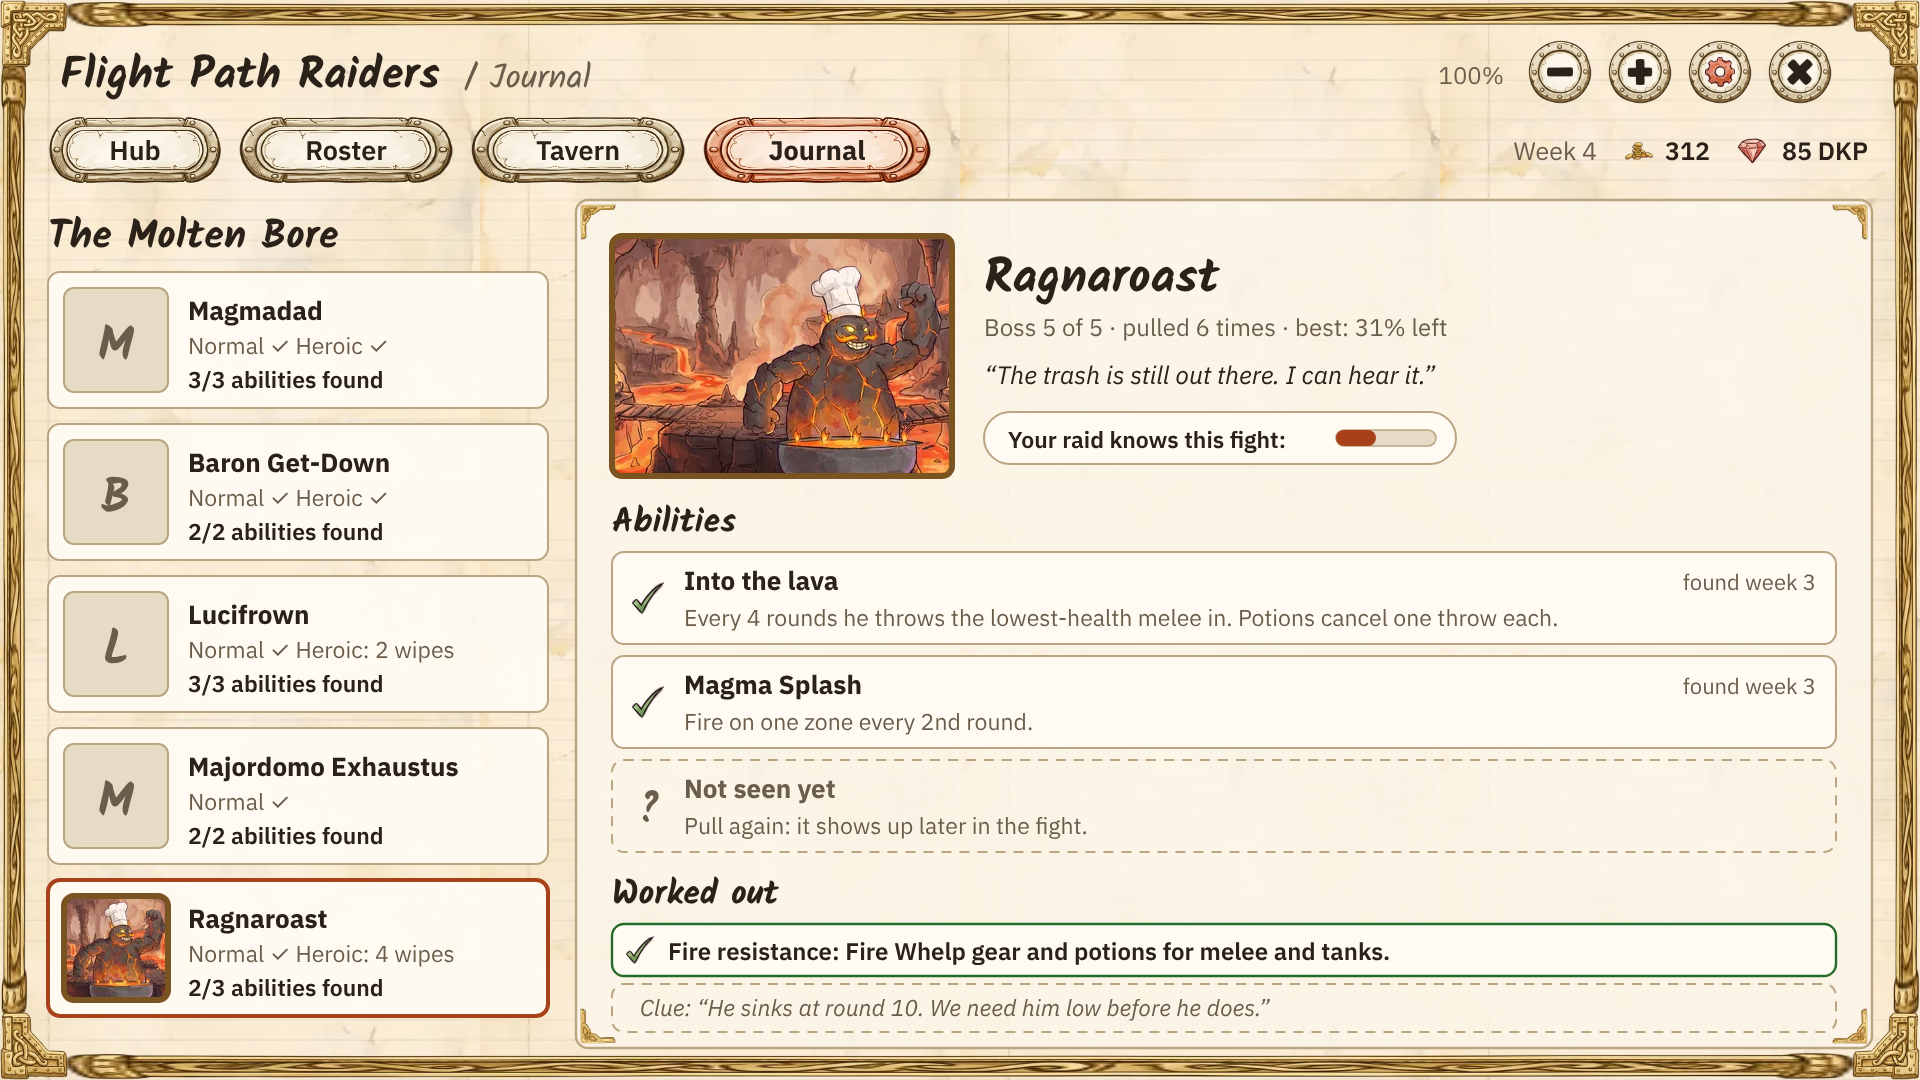 Flight Path Raiders / Journal
100%
Hub
Roster
Tavern
Journal
Week 4
312
85 DKP
The Molten Bore
M
Magmadad
Normal ✓ Heroic ✓
3/3 abilities found
B
Baron Get-Down
Normal ✓ Heroic ✓
2/2 abilities found
L
Lucifrown
Normal ✓ Heroic: 2 wipes
3/3 abilities found
M
Majordomo Exhaustus
Normal ✓
2/2 abilities found
Ragnaroast
Normal ✓ Heroic: 4 wipes
2/3 abilities found
Ragnaroast
Boss 5 of 5 · pulled 6 times · best: 31% left
“The trash is still out there. I can hear it.”
Your raid knows this fight:
Abilities
Into the lava
found week 3
Every 4 rounds he throws the lowest-health melee in. Potions cancel one throw each.
Magma Splash
found week 3
Fire on one zone every 2nd round.
?
Not seen yet
Pull again: it shows up later in the fight.
Worked out
Fire resistance: Fire Whelp gear and potions for melee and tanks.
Clue: “He sinks at round 10. We need him low before he does.”